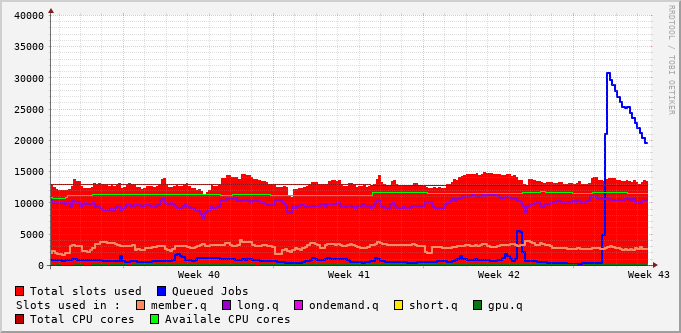 40000
35000
30000
25000
20000
15000
10000
5000
0
Week 40 Week 41 Week 42 Week 43
RRDTOOL / TOBI OETIKER
Total slots used Queued Jobs
Slots used in : member.q long.q ondemand.q short.q gpu.q
Total CPU cores Availale CPU cores